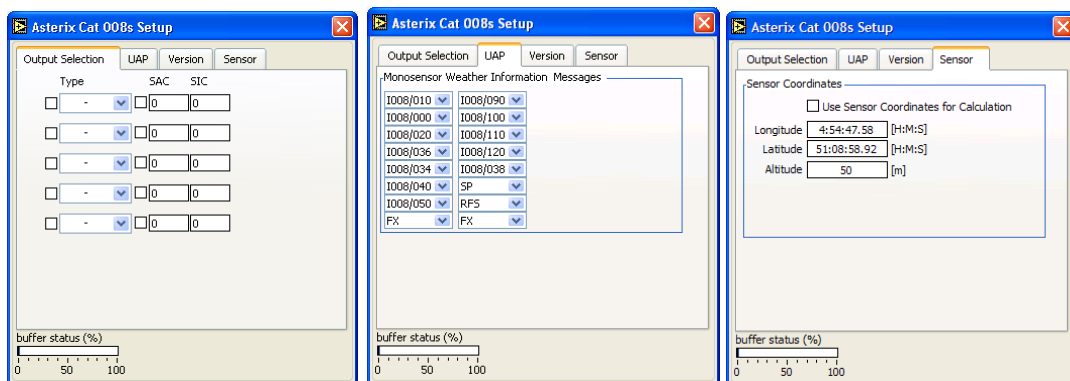 Asterix Cat 008s Setup
Output Selection UAP Version Sensor
Type SAC SIC
- 0 0
- 0 0
- 0 0
- 0 0
- 0 0
buffer status (%)
0 50 100
Asterix Cat 008s Setup
Output Selection UAP Version Sensor
Monosensor Weather Information Messages
I008/010 I008/090
I008/000 I008/100
I008/020 I008/110
I008/036 I008/120
I008/034 I008/038
I008/040 SP
I008/050 RFS
FX FX
buffer status (%)
0 50 100
Asterix Cat 008s Setup
Output Selection UAP Version Sensor
Sensor Coordinates
Use Sensor Coordinates for Calculation
Longitude 4:54:47.58 [H:M:S]
Latitude 51:08:58.92 [H:M:S]
Altitude 50 [m]
buffer status (%)
0 50 100